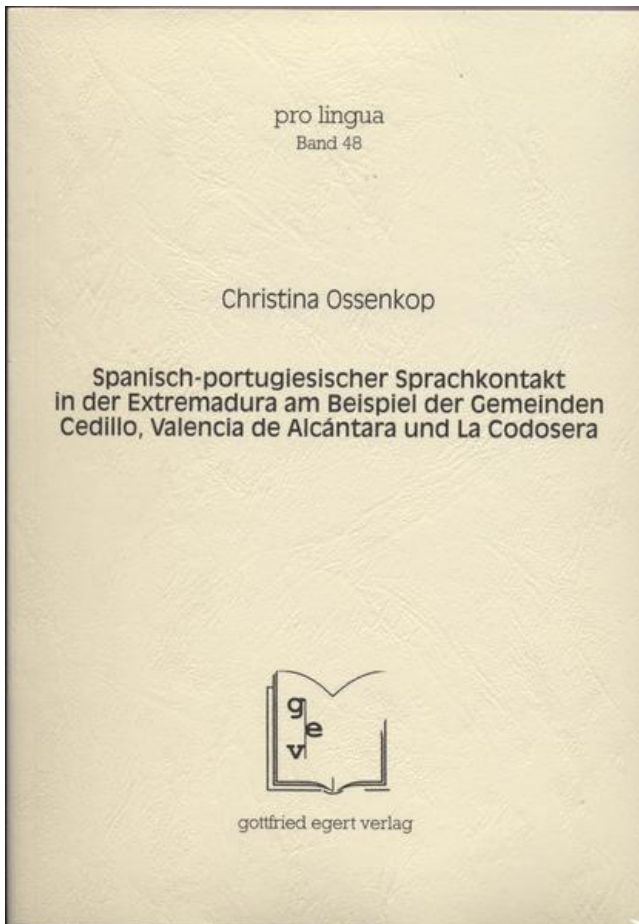 pro lingua
Band 48
Christina Ossenkop
Spanisch-portugiesischer Sprachkontakt
in der Extremadura am Beispiel der Gemeinden
Cedillo, Valencia de Alcántara und La Codosera
g
e
v
gottfried egert verlag